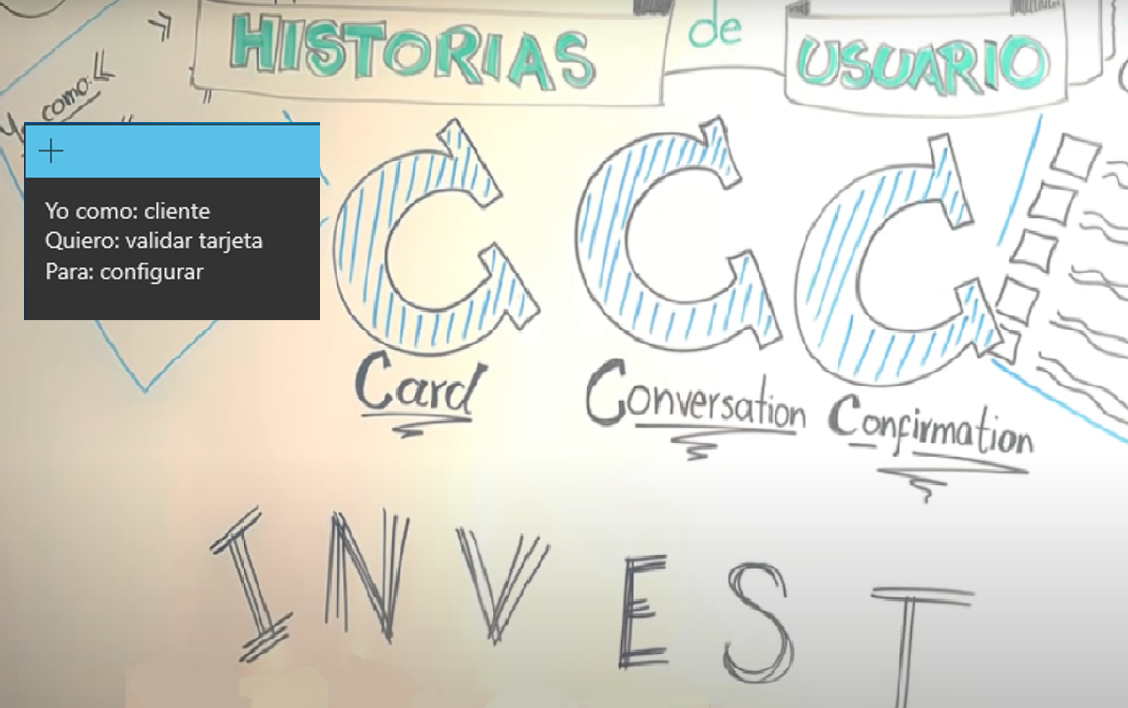 HISTORIAS de USUARIO
Yo como:
+
Yo como: cliente
Quiero: validar tarjeta
Para: configurar
C C C
Card Conversation Confirmation
INVEST